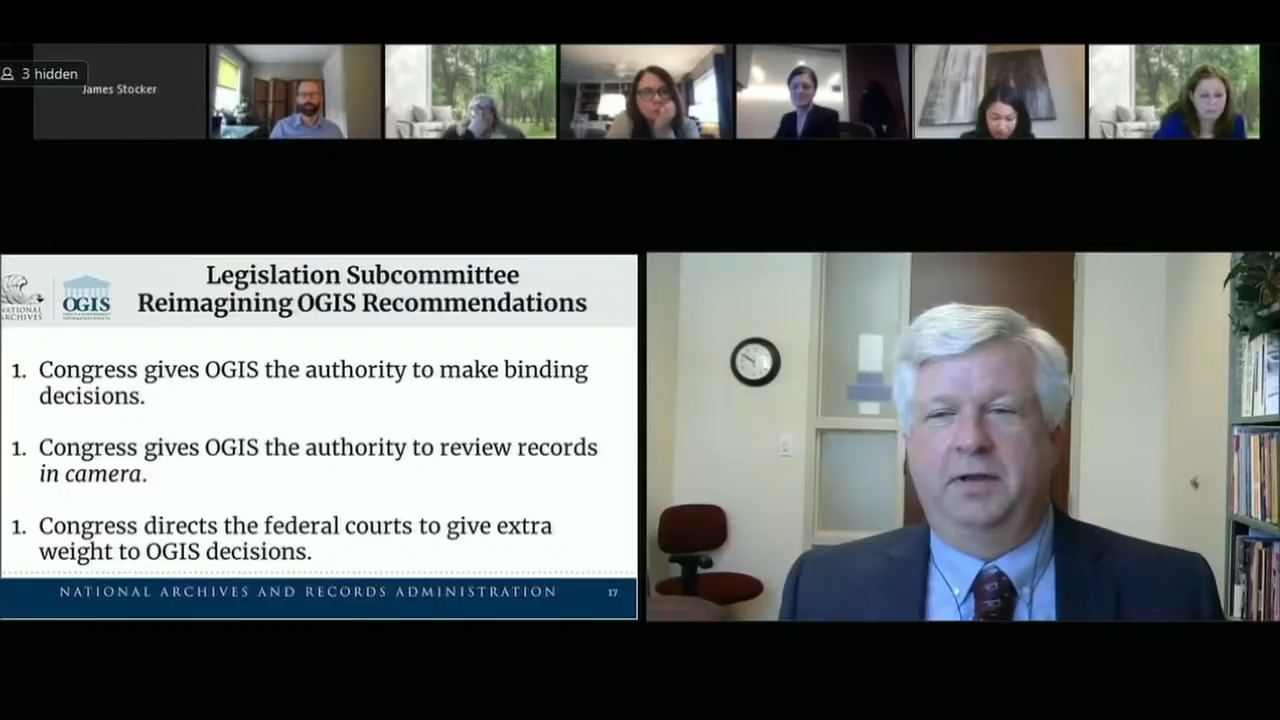 3 hidden
James Stocker
Legislation Subcommittee
Reimagining OGIS Recommendations
NATIONAL
ARCHIVES
OGIS
1. Congress gives OGIS the authority to make binding
decisions.
1. Congress gives OGIS the authority to review records
in camera.
1. Congress directs the federal courts to give extra
weight to OGIS decisions.
NATIONAL ARCHIVES AND RECORDS ADMINISTRATION
17